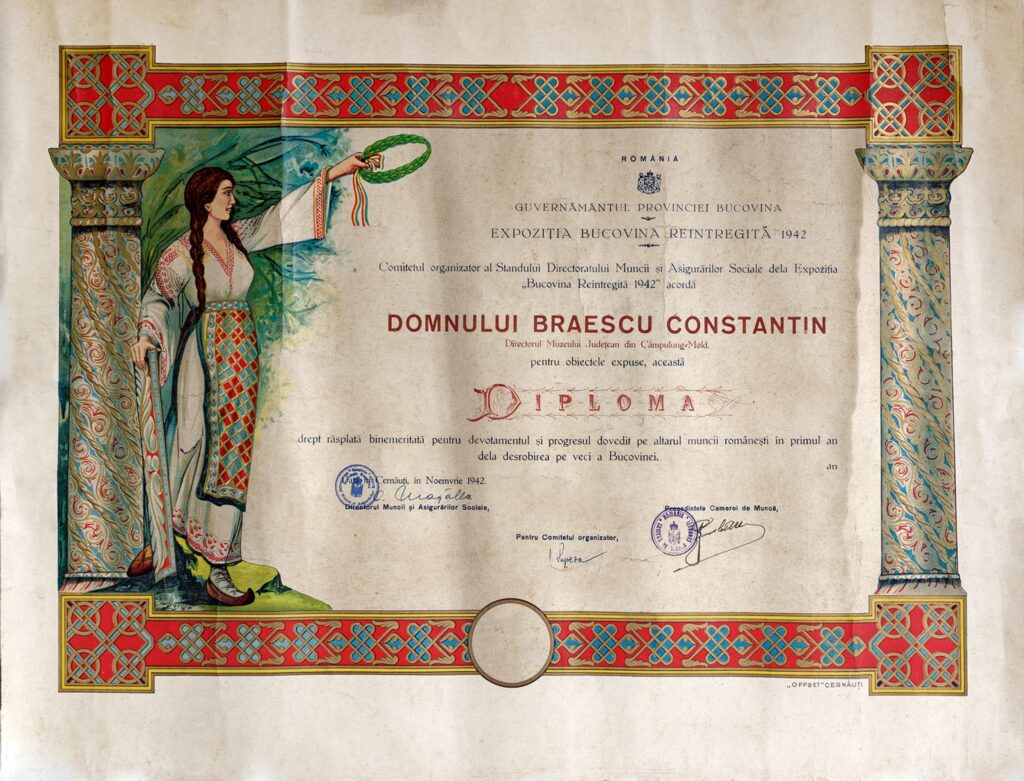 ROMÂNIA
GUVERNĂMÂNTUL PROVINCIEI BUCOVINA
EXPOZIȚIA BUCOVINA REINTREGITĂ 1942
Comitetul organizator al Standului Directoratului Muncii și Asigurărilor Sociale dela Expoziția
„Bucovina Reintregită 1942” acordă
DOMNULUI BRAESCU CONSTANTIN
Directorul Muzeului Județean din Câmpulung-Mold.
pentru obiectele expuse, această
DIPLOMA
drept răsplată binemeritată pentru devotamentul și progresul dovedit pe altarul muncii românești in primul an
dela desrobirea pe veci a Bucovinei.
an
Cernăuți, in Noemvrie 1942.
Directorul Muncii și Asigurărilor Sociale,
Președintele Camerei de Muncă,
Pentru Comitetul organizator,
„OFFSET” CERNĂUȚI